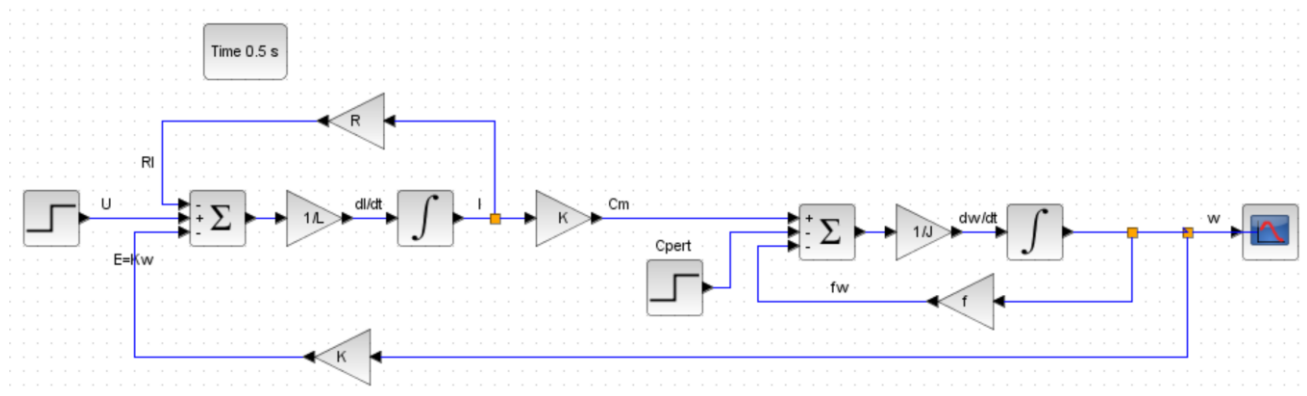 Time 0.5 s
R
RI
U
-
+
-
Σ
1/L
dI/dt
∫
I
K
Cm
+
-
-
Σ
1/J
dw/dt
∫
w
Cpert
E=Kw
fw
f
K